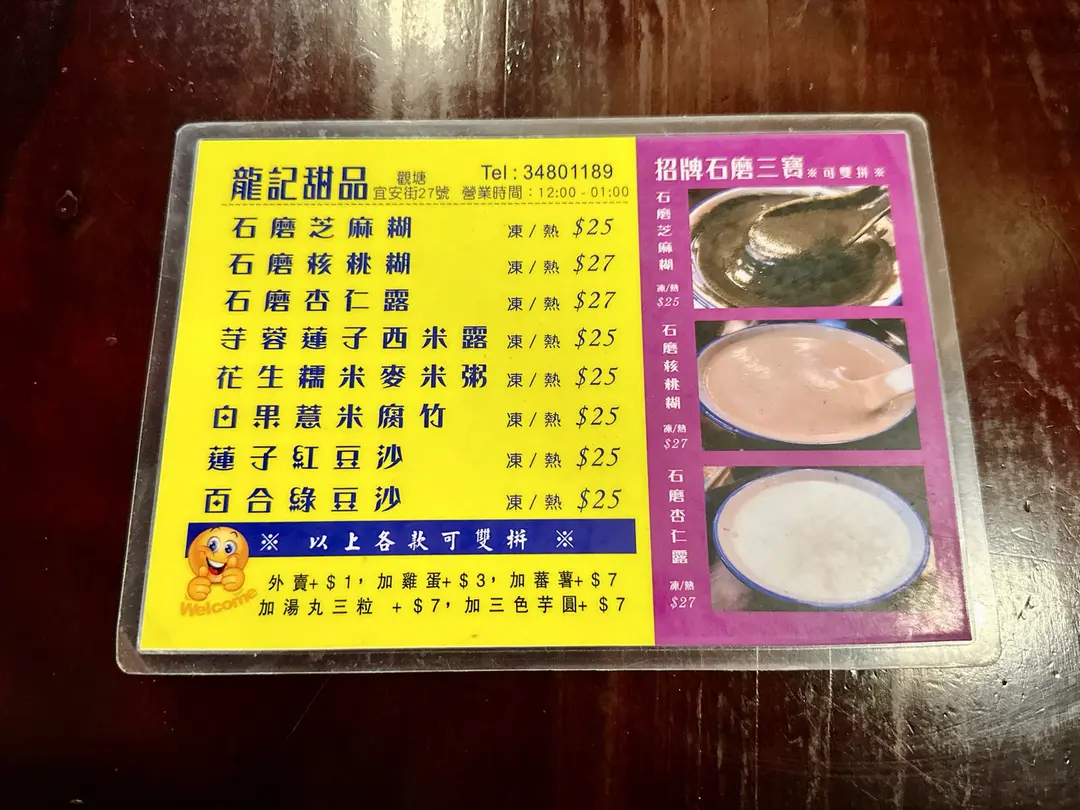 龍記甜品 觀塘 宜安街27號 Tel : 34801189 營業時間：12:00 - 01:00
石磨芝麻糊 凍 / 熱 $25
石磨核桃糊 凍 / 熱 $27
石磨杏仁露 凍 / 熱 $27
芋蓉蓮子西米露 凍 / 熱 $25
花生糯米麥米粥 凍 / 熱 $25
白果薏米腐竹 凍 / 熱 $25
蓮子紅豆沙 凍 / 熱 $25
百合綠豆沙 凍 / 熱 $25
※ 以上各款可雙拼 ※
Welcome
外賣+ $ 1，加雞蛋+ $ 3，加蕃薯+ $ 7
加湯丸三粒 + $ 7，加三色芋圓+ $ 7
招牌石磨三寶 ※ 可雙拼 ※
石磨芝麻糊
凍/熱
$25
石磨核桃糊
凍/熱
$27
石磨杏仁露
凍/熱
$27